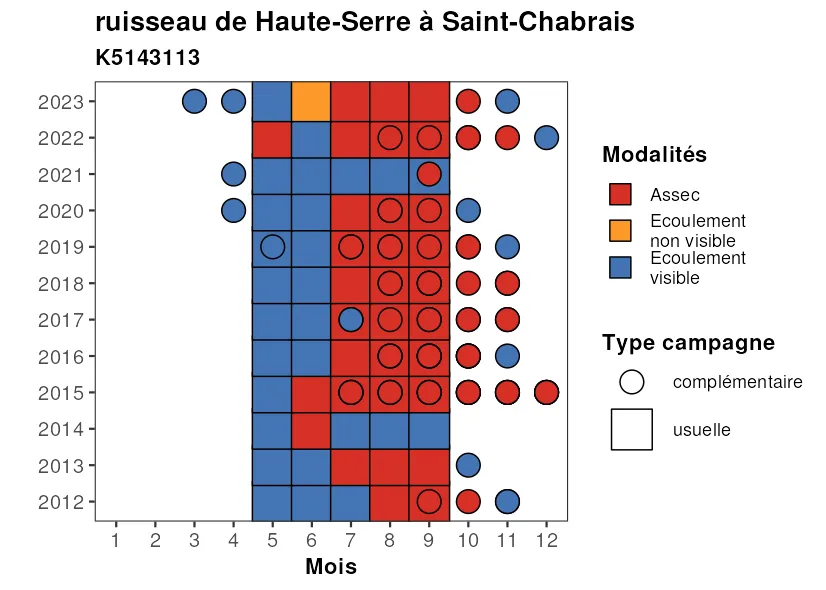 ruisseau de Haute-Serre à Saint-Chabrais
K5143113
2023
2022
2021
2020
2019
2018
2017
2016
2015
2014
2013
2012
1 2 3 4 5 6 7 8 9 10 11 12
Mois
Modalités
Assec
Ecoulement
non visible
Ecoulement
visible
Type campagne
complémentaire
usuelle